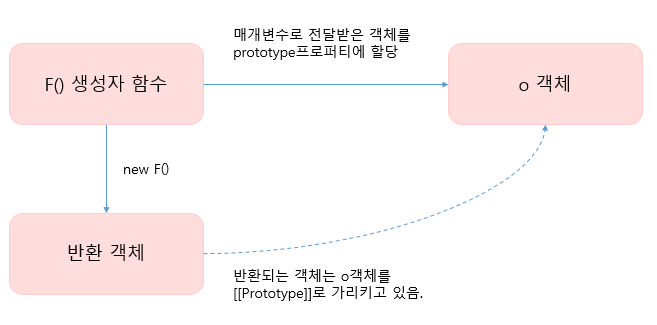 매개변수로 전달받은 객체를
prototype프로퍼티에 할당
F() 생성자 함수
o 객체
new F()
반환 객체
반환되는 객체는 o객체를
[[Prototype]]로 가리키고 있음.